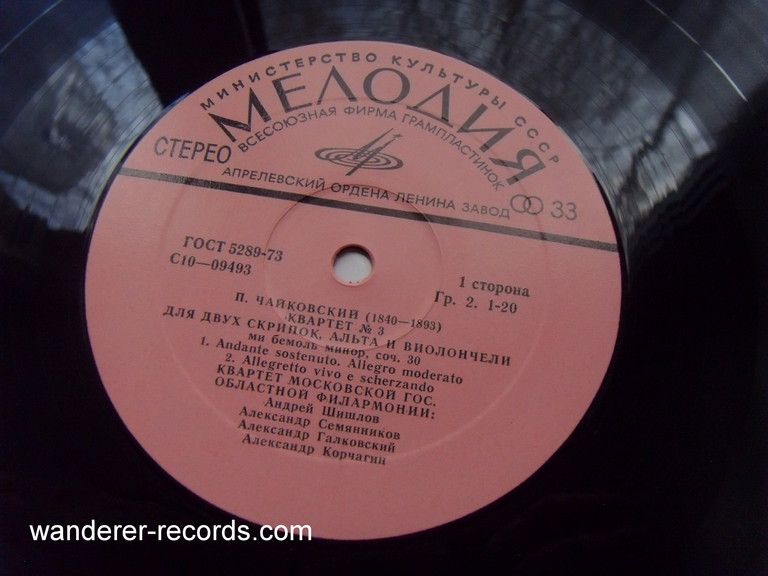 МИНИСТЕРСТВО КУЛЬТУРЫ СССР
МЕЛОДИЯ
ВСЕСОЮЗНАЯ ФИРМА ГРАМПЛАСТИНОК
СТЕРЕО
АПРЕЛЕВСКИЙ ОРДЕНА ЛЕНИНА ЗАВОД
33
ГОСТ 5289-73
С10—09493
1 сторона
Гр. 2. 1-20
П. ЧАЙКОВСКИЙ (1840—1893)
КВАРТЕТ № 3
ДЛЯ ДВУХ СКРИПОК, АЛЬТА И ВИОЛОНЧЕЛИ
ми бемоль минор, соч. 30
1. Andante sostenuto. Allegro moderato
2. Allegretto vivo e scherzando
КВАРТЕТ МОСКОВСКОЙ ГОС.
ОБЛАСТНОЙ ФИЛАРМОНИИ:
Андрей Шишлов
Александр Семянников
Александр Галковский
Александр Корчагин
wanderer-records.com